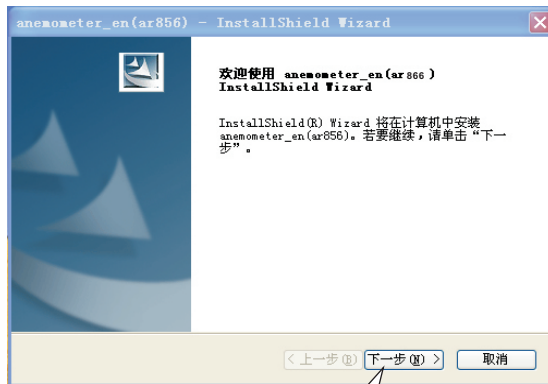 anemometer_en(ar856) - InstallShield Wizard
欢迎使用 anemometer_en(ar866)
InstallShield Wizard
InstallShield(R) Wizard 将在计算机中安装
anemometer_en(ar856)。若要继续，请单击“下一
步”。
< 上一步(B) 下一步(N) > 取消